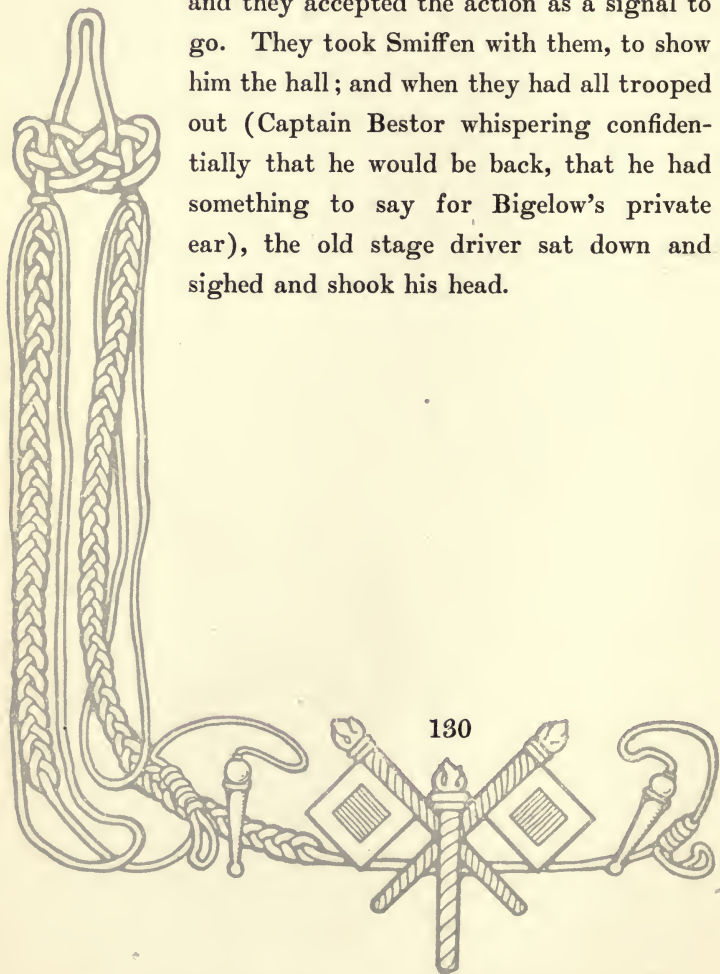 and they accepted the action as a signal to
go. They took Smiffen with them, to show
him the hall; and when they had all trooped
out (Captain Bestor whispering confiden-
tially that he would be back, that he had
something to say for Bigelow's private
ear), the old stage driver sat down and
sighed and shook his head.
130